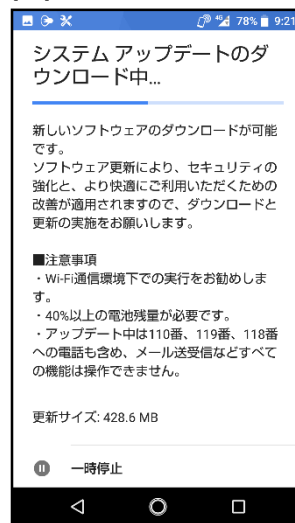 4G 78% 9:21
システム アップデートのダ
ウンロード中...
新しいソフトウェアのダウンロードが可能
です。
ソフトウェア更新により、セキュリティの
強化と、より快適にご利用いただくための
改善が適用されますので、ダウンロードと
更新の実施をお願いします。
■注意事項
・Wi-Fi通信環境下での実行をお勧めしま
す。
・40%以上の電池残量が必要です。
・アップデート中は110番、119番、118番
への電話も含め、メール送受信などすべて
の機能は操作できません。
更新サイズ: 428.6 MB
一時停止